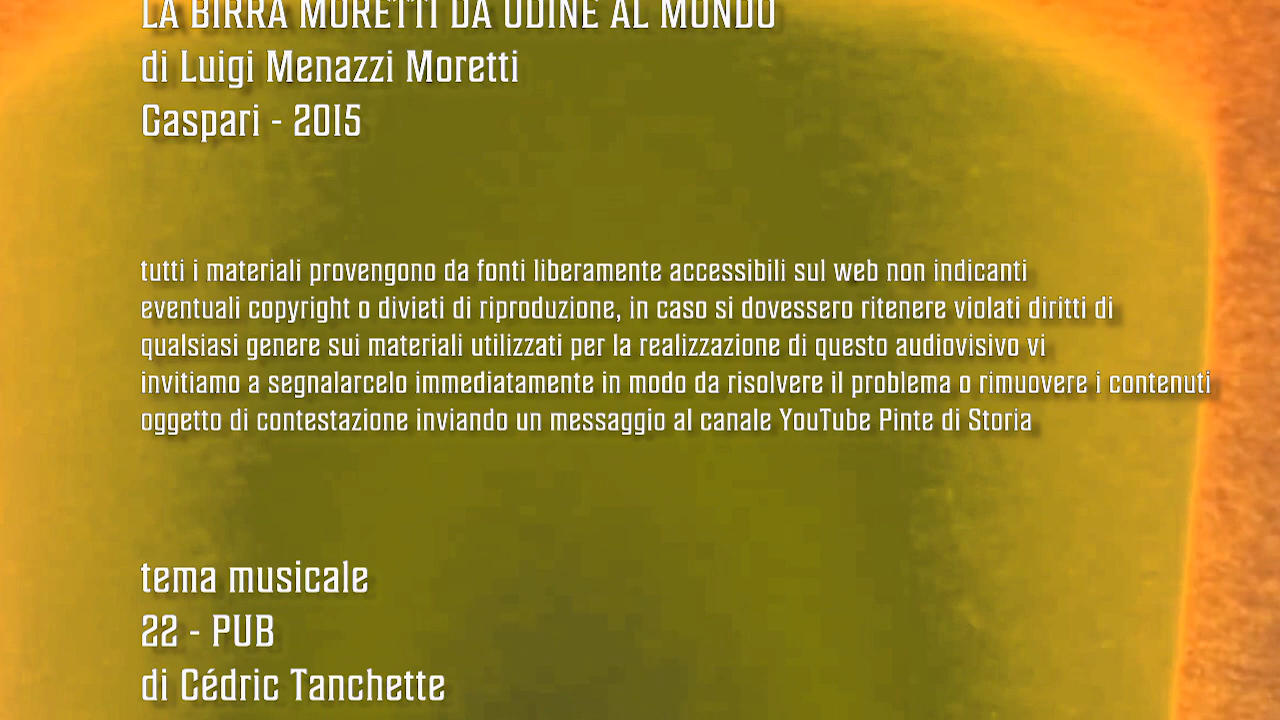 LA BIRRA MORETTI DA UDINE AL MONDO
di Luigi Menazzi Moretti
Gaspari - 2015
tutti i materiali provengono da fonti liberamente accessibili sul web non indicanti
eventuali copyright o divieti di riproduzione, in caso si dovessero ritenere violati diritti di
qualsiasi genere sui materiali utilizzati per la realizzazione di questo audiovisivo vi
invitiamo a segnalarcelo immediatamente in modo da risolvere il problema o rimuovere i contenuti
oggetto di contestazione inviando un messaggio al canale YouTube Pinte di Storia
tema musicale
22 - PUB
di Cédric Tanchette